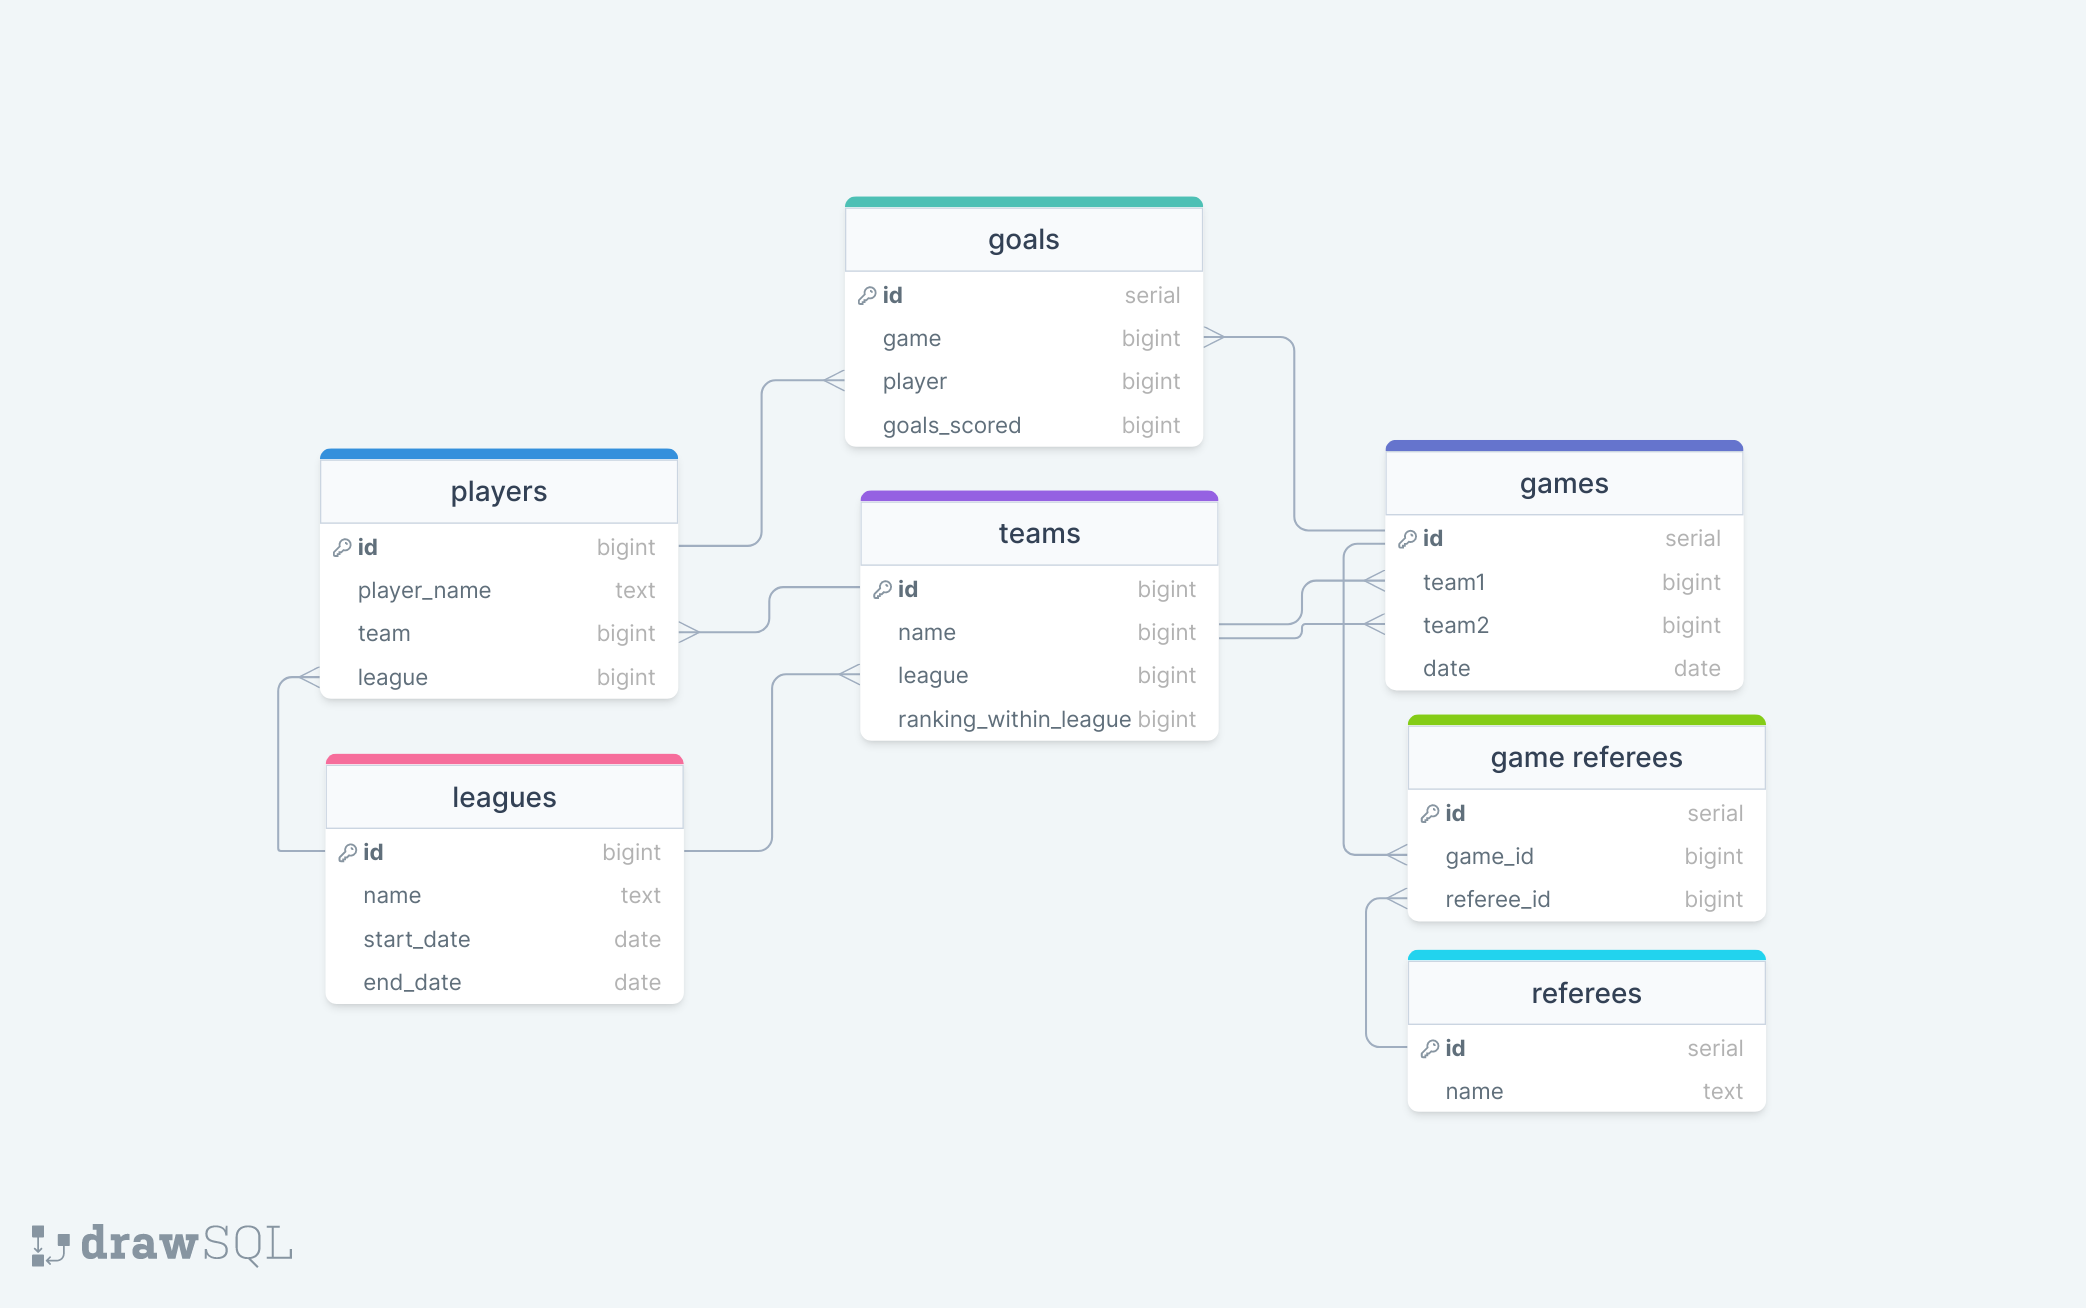 goals
id serial
game bigint
player bigint
goals_scored bigint
players
id bigint
player_name text
team bigint
league bigint
teams
id bigint
name bigint
league bigint
ranking_within_league bigint
games
id serial
team1 bigint
team2 bigint
date date
leagues
id bigint
name text
start_date date
end_date date
game referees
id serial
game_id bigint
referee_id bigint
referees
id serial
name text
drawSQL